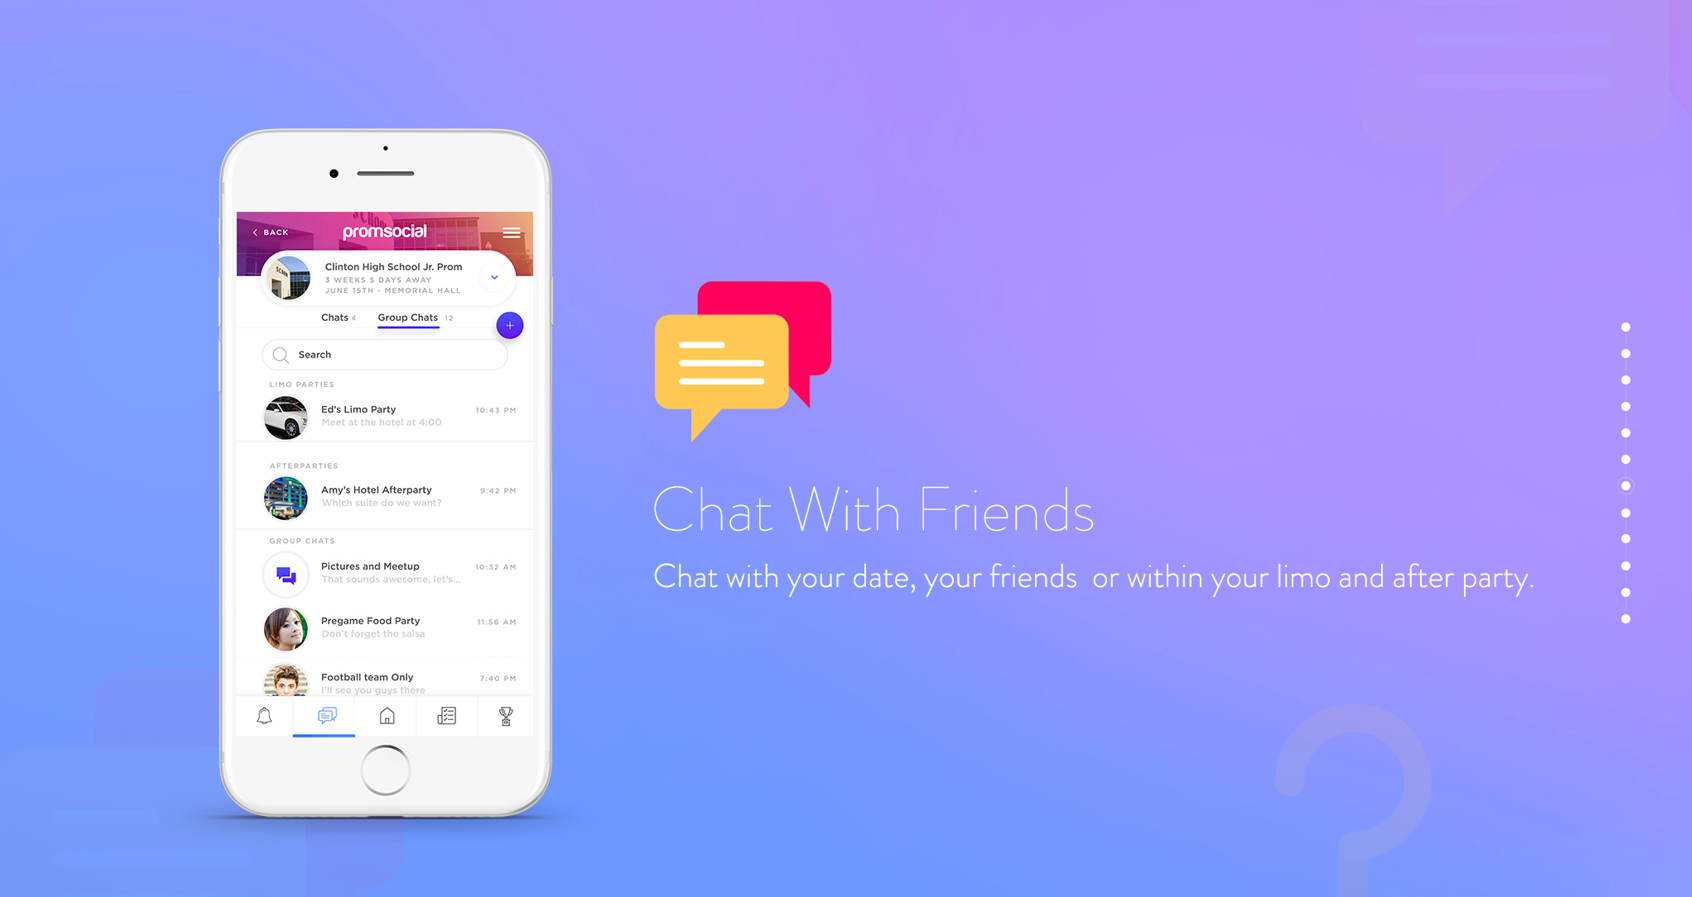 BACK
promsocial
Clinton High School Jr. Prom
3 WEEKS 5 DAYS AWAY
JUNE 15TH - MEMORIAL HALL
Chats 4
Group Chats 12
+
Search
LIMO PARTIES
Ed's Limo Party 10:43 PM
Meet at the hotel at 4:00
AFTERPARTIES
Amy's Hotel Afterparty 9:42 PM
Which suite do we want?
GROUP CHATS
Pictures and Meetup 10:32 AM
That sounds awesome, let's...
Pregame Food Party 11:56 AM
Don't forget the salsa
Football team Only 7:40 PM
I'll see you guys there
Chat With Friends
Chat with your date, your friends or within your limo and after party.
?